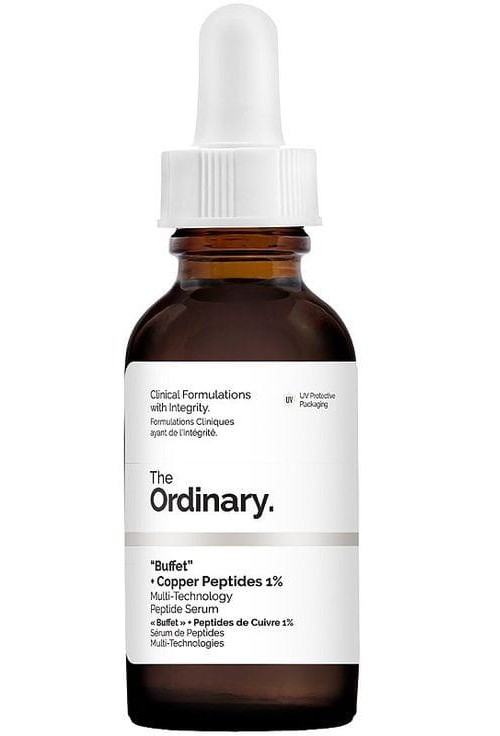 Clinical Formulations
with Integrity.
Formulations Cliniques
ayant de l'intégrité.
UV
UV Protective
Packaging
The
Ordinary.
"Buffet"
+ Copper Peptides 1%
Multi-Technology
Peptide Serum
« Buffet » + Peptides de Cuivre 1%
Sérum de Peptides
Multi-Technologies